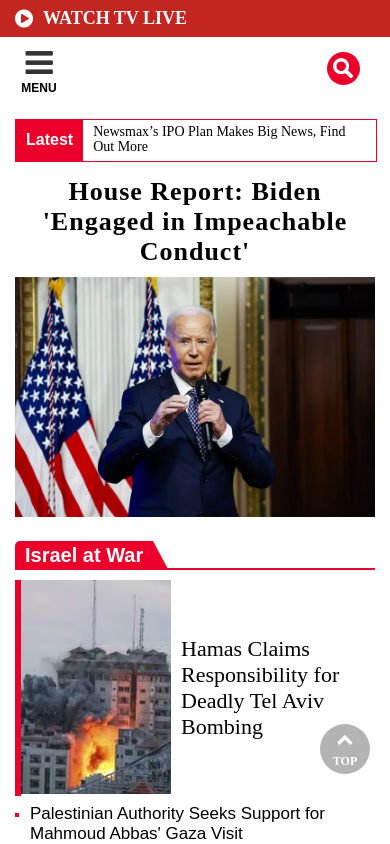 WATCH TV LIVE
MENU
Latest
Newsmax’s IPO Plan Makes Big News, Find
Out More
House Report: Biden
'Engaged in Impeachable
Conduct'
Israel at War
Hamas Claims
Responsibility for
Deadly Tel Aviv
Bombing
TOP
Palestinian Authority Seeks Support for
Mahmoud Abbas' Gaza Visit